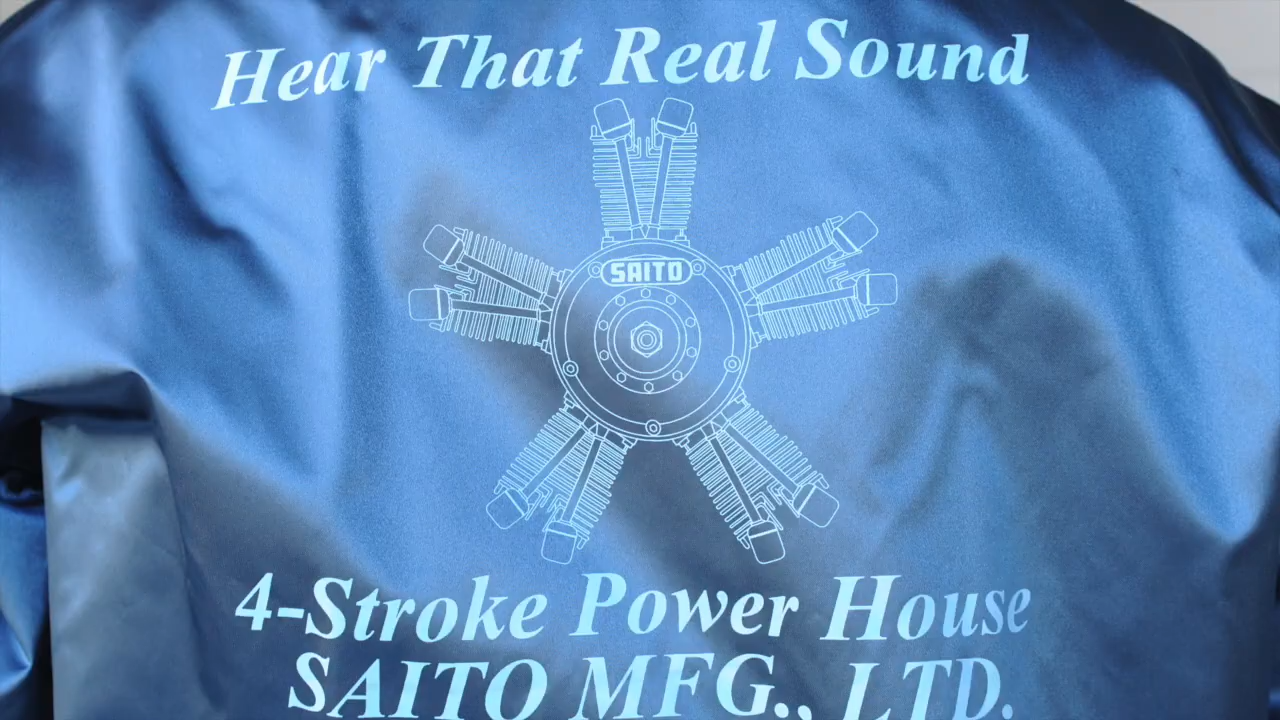 Hear That Real Sound
SAITO
4-Stroke Power House
SAITO MFG., LTD.